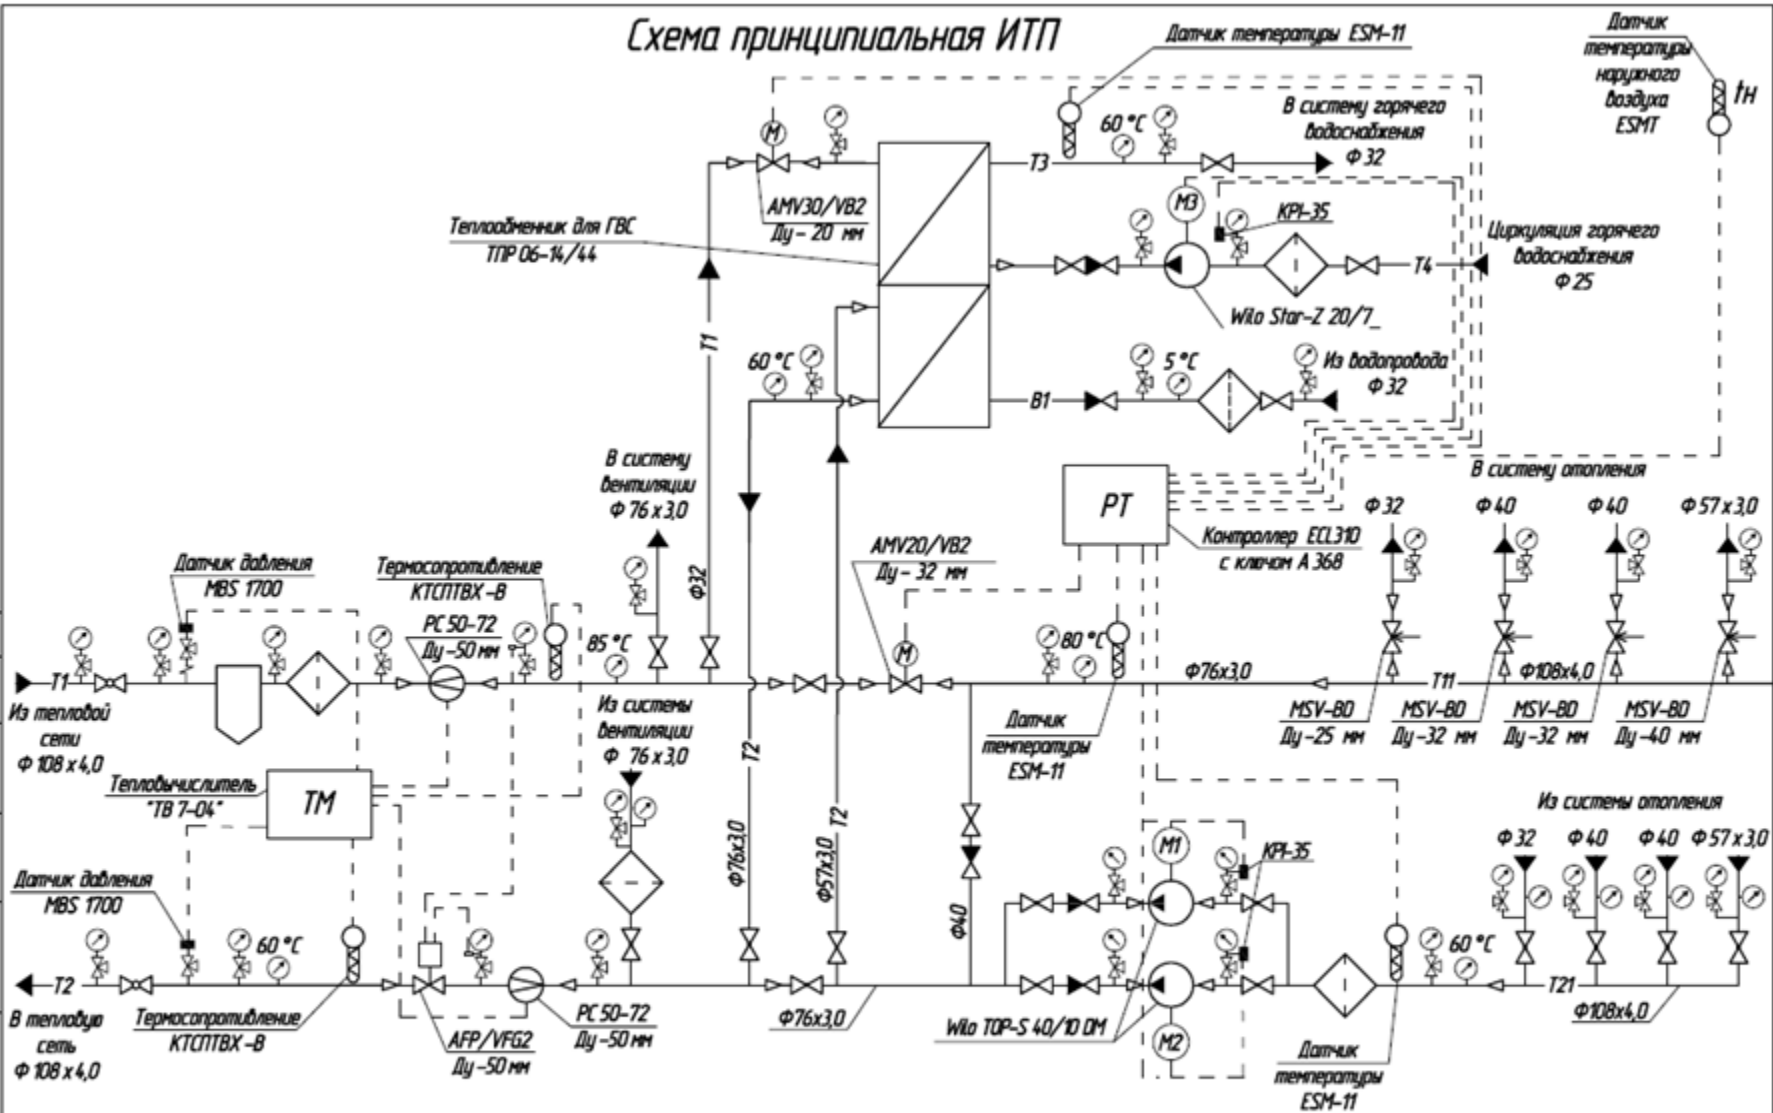 Схема принципиальная ИТП
Датчик температуры ESM-11
Датчик
температуры
наружного
воздуха
ESMT
tн
В систему горячего
водоснабжения
Ф 32
60 °С
М
Т3
AMV30/VB2
Ду - 20 мм
М3
КРI-35
Теплообменник для ГВС
ТПР 06-14/44
Циркуляция горячего
водоснабжения
Ф 25
Т4
Wilo Star-Z 20/7_
Т1
60 °С
5 °С
Из водопровода
Ф 32
В1
В систему
вентиляции
Ф 76 х 3,0
В систему отопления
РТ
Ф 32
Ф 40
Ф 40
Ф 57 х 3,0
Контроллер ECL310
с ключом А 368
AMV20/VB2
Ду - 32 мм
Датчик давления
MBS 1700
Термосопротивление
КТСПТВХ -В
Ф32
РС 50-72
Ду -50 мм
85 °С
М
80 °С
Т1
Ф76х3,0
Т11
Ф108х4,0
Из тепловой
сети
Ф 108 х 4,0
Из системы
вентиляции
Ф 76 х 3,0
Датчик
температуры
ESM-11
MSV-BD
Ду -25 мм
MSV-BD
Ду -32 мм
MSV-BD
Ду -32 мм
MSV-BD
Ду -40 мм
Т2
Тепловычислитель
"ТВ 7-04"
ТМ
Т2
Из системы отопления
Ф 32
Ф 40
Ф 40
Ф 57 х 3,0
Ф76х3,0
Ф57х3,0
М1
КРI-35
Датчик давления
MBS 1700
Ф40
60 °С
60 °С
Т2
Т21
В тепловую
сеть
Ф 108 х 4,0
Термосопротивление
КТСПТВХ -В
AFP/VFG2
Ду -50 мм
РС 50-72
Ду -50 мм
Ф76х3,0
Wilo TOP-S 40/10 DM
М2
Ф108х4,0
Датчик
температуры
ESM-11